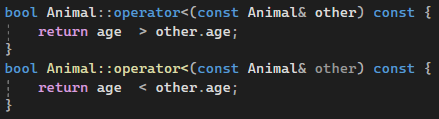 bool Animal::operator<(const Animal& other) const {
    return age  > other.age;
}
bool Animal::operator<(const Animal& other) const {
    return age  < other.age;
}